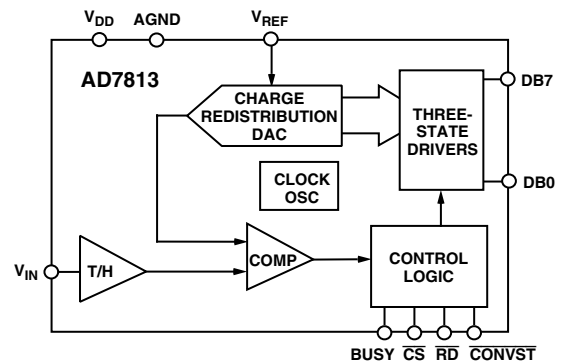 VDD AGND VREF
AD7813
CHARGE
REDISTRIBUTION
DAC
THREE-
STATE
DRIVERS
DB7
DB0
CLOCK
OSC
VIN
T/H
COMP
CONTROL
LOGIC
BUSY CS RD CONVST